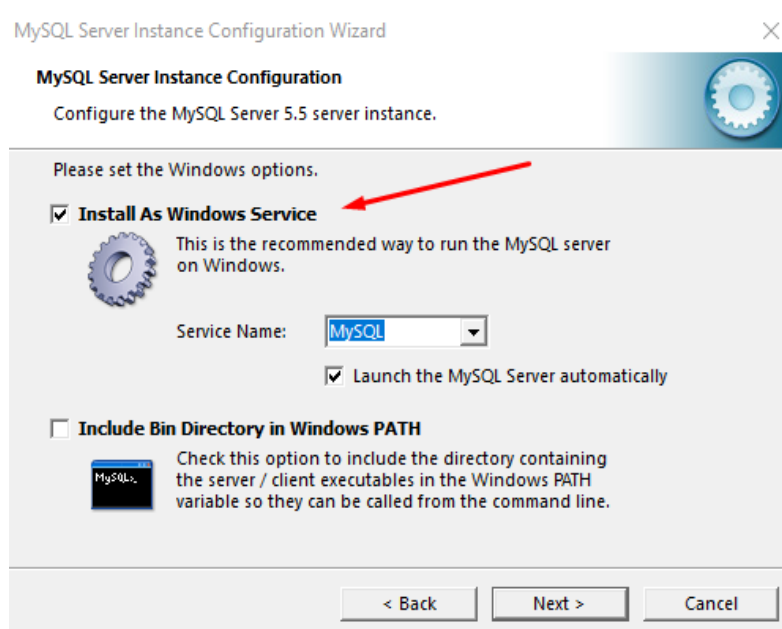 MySQL Server Instance Configuration Wizard
MySQL Server Instance Configuration
Configure the MySQL Server 5.5 server instance.
Please set the Windows options.
Install As Windows Service
This is the recommended way to run the MySQL server
on Windows.
Service Name:
MySQL
Launch the MySQL Server automatically
Include Bin Directory in Windows PATH
MySQL>_
Check this option to include the directory containing
the server / client executables in the Windows PATH
variable so they can be called from the command line.
< Back
Next >
Cancel